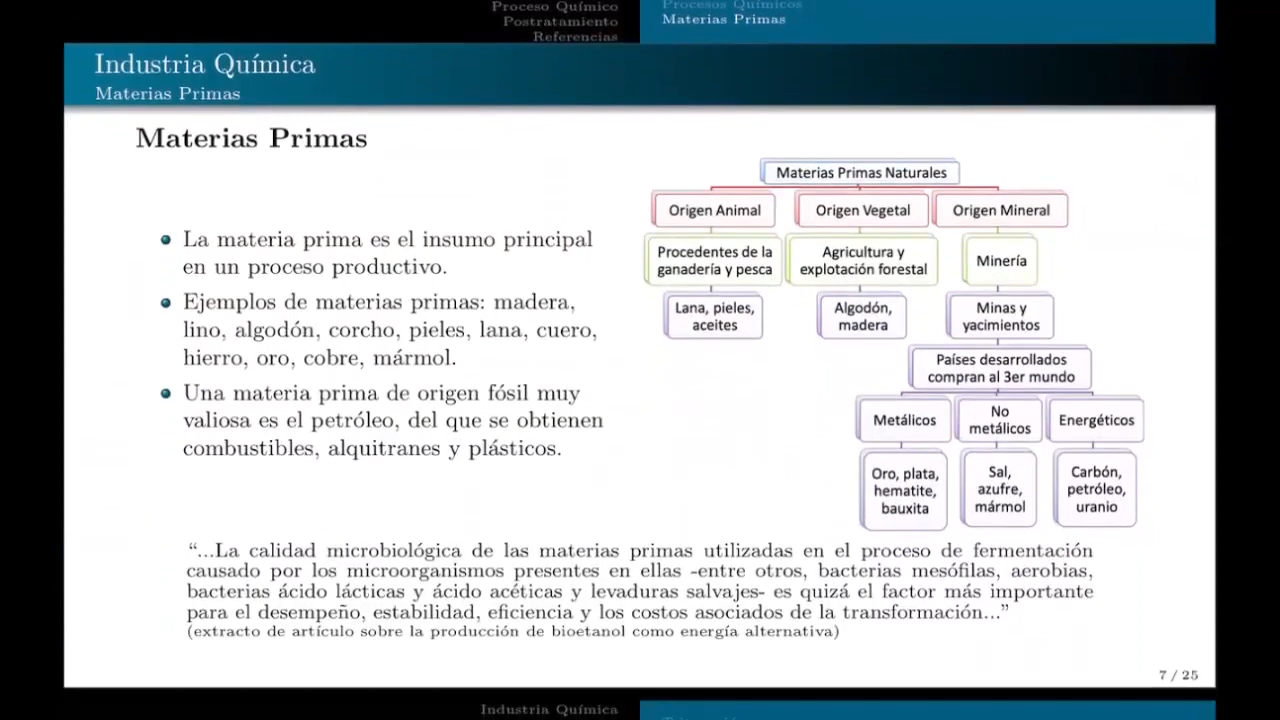 Proceso Químico
Postratamiento
Referencias
Procesos Químicos
Materias Primas
Industria Química
Materias Primas
Materias Primas
La materia prima es el insumo principal
en un proceso productivo.
Ejemplos de materias primas: madera,
lino, algodón, corcho, pieles, lana, cuero,
hierro, oro, cobre, mármol.
Una materia prima de origen fósil muy
valiosa es el petróleo, del que se obtienen
combustibles, alquitranes y plásticos.
Materias Primas Naturales
Origen Animal
Origen Vegetal
Origen Mineral
Procedentes de la
ganadería y pesca
Agricultura y
explotación forestal
Minería
Lana, pieles,
aceites
Algodón,
madera
Minas y
yacimientos
Países desarrollados
compran al 3er mundo
Metálicos
No
metálicos
Energéticos
Oro, plata,
hematite,
bauxita
Sal,
azufre,
mármol
Carbón,
petróleo,
uranio
“...La calidad microbiológica de las materias primas utilizadas en el proceso de fermentación
causado por los microorganismos presentes en ellas -entre otros, bacterias mesófilas, aerobias,
bacterias ácido lácticas y ácido acéticas y levaduras salvajes- es quizá el factor más importante
para el desempeño, estabilidad, eficiencia y los costos asociados de la transformación...”
(extracto de artículo sobre la producción de bioetanol como energía alternativa)
7 / 25
Industria Química